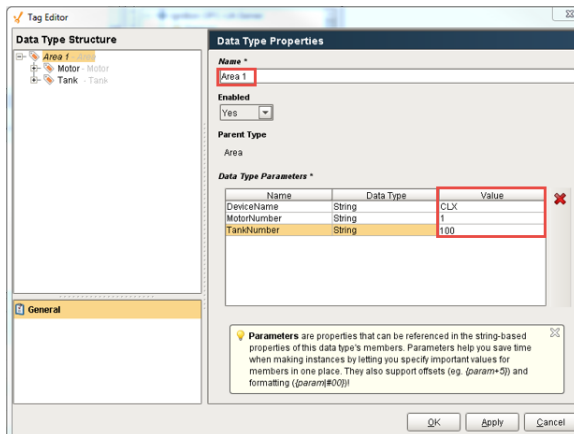 Tag Editor
Data Type Structure
Area 1 - Area
Motor - Motor
Tank - Tank
General
Data Type Properties
Name *
Area 1
Enabled
Yes
Parent Type
Area
Data Type Parameters *
Name Data Type Value
DeviceName String CLX
MotorNumber String 1
TankNumber String 100
Parameters are properties that can be referenced in the string-based
properties of this data type's members. Parameters help you save time
when making instances by letting you specify important values for
members in one place. They also support offsets (eg. {param+5}) and
formatting ({param|#00})!
OK Apply Cancel